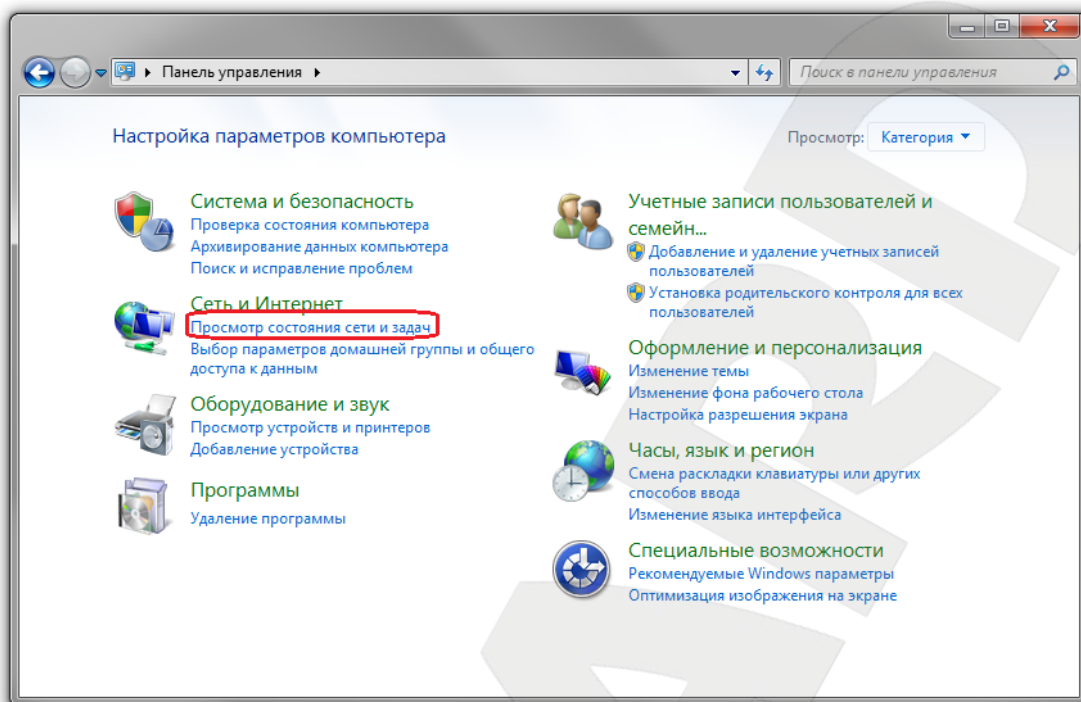 Панель управления
Поиск в панели управления
Настройка параметров компьютера
Просмотр: Категория
Система и безопасность
Проверка состояния компьютера
Архивирование данных компьютера
Поиск и исправление проблем
Сеть и Интернет
Просмотр состояния сети и задач
Выбор параметров домашней группы и общего
доступа к данным
Оборудование и звук
Просмотр устройств и принтеров
Добавление устройства
Программы
Удаление программы
Учетные записи пользователей и
семейн...
Добавление и удаление учетных записей
пользователей
Установка родительского контроля для всех
пользователей
Оформление и персонализация
Изменение темы
Изменение фона рабочего стола
Настройка разрешения экрана
Часы, язык и регион
Смена раскладки клавиатуры или других
способов ввода
Изменение языка интерфейса
Специальные возможности
Рекомендуемые Windows параметры
Оптимизация изображения на экране